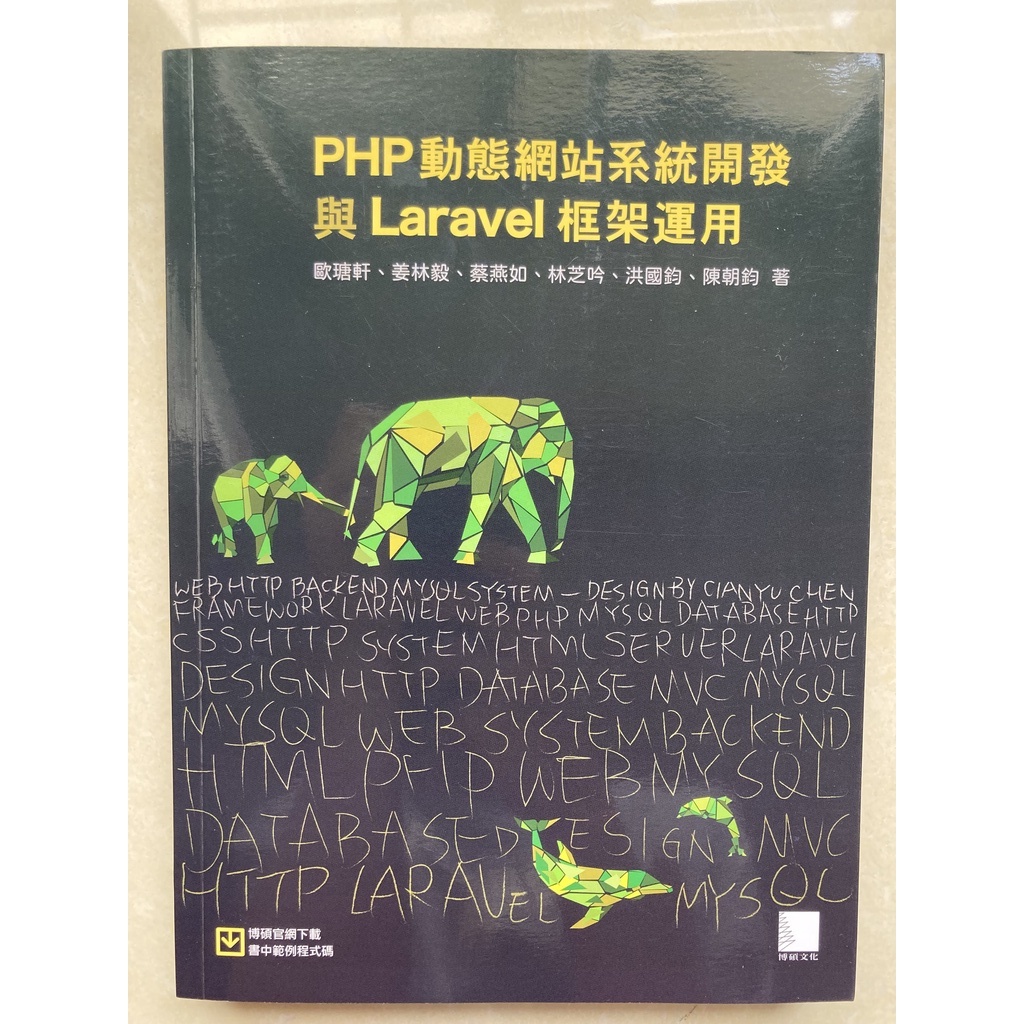 PHP 動態網站系統開發
與 Laravel 框架運用
歐瑭軒、姜林毅、蔡燕如、林芝吟、洪國鈞、陳朝鈞 著
WEB HTTP BACKEND MYSQL SYSTEM – DESIGN BY CIANYU CHEN
FRAMEWORK LARAVEL WEB PHP MYSQL DATABASE HTTP
CSS HTTP SYSTEM HTML SERVER LARAVEL
DESIGN HTTP DATABASE MVC MYSQL
MYSQL WEB SYSTEM BACKEND
HTML PHP WEB MYSQL
DATABASE DESIGN MVC
HTTP LARAVEL MYSQL
博碩官網下載
書中範例程式碼
博碩文化